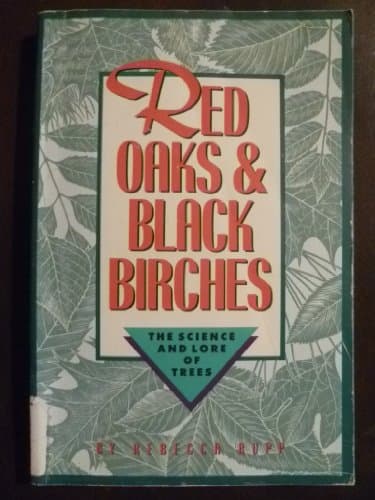 RED
OAKS &
BLACK
BIRCHES
THE SCIENCE
AND LORE
OF
TREES
BY REBECCA RUPP